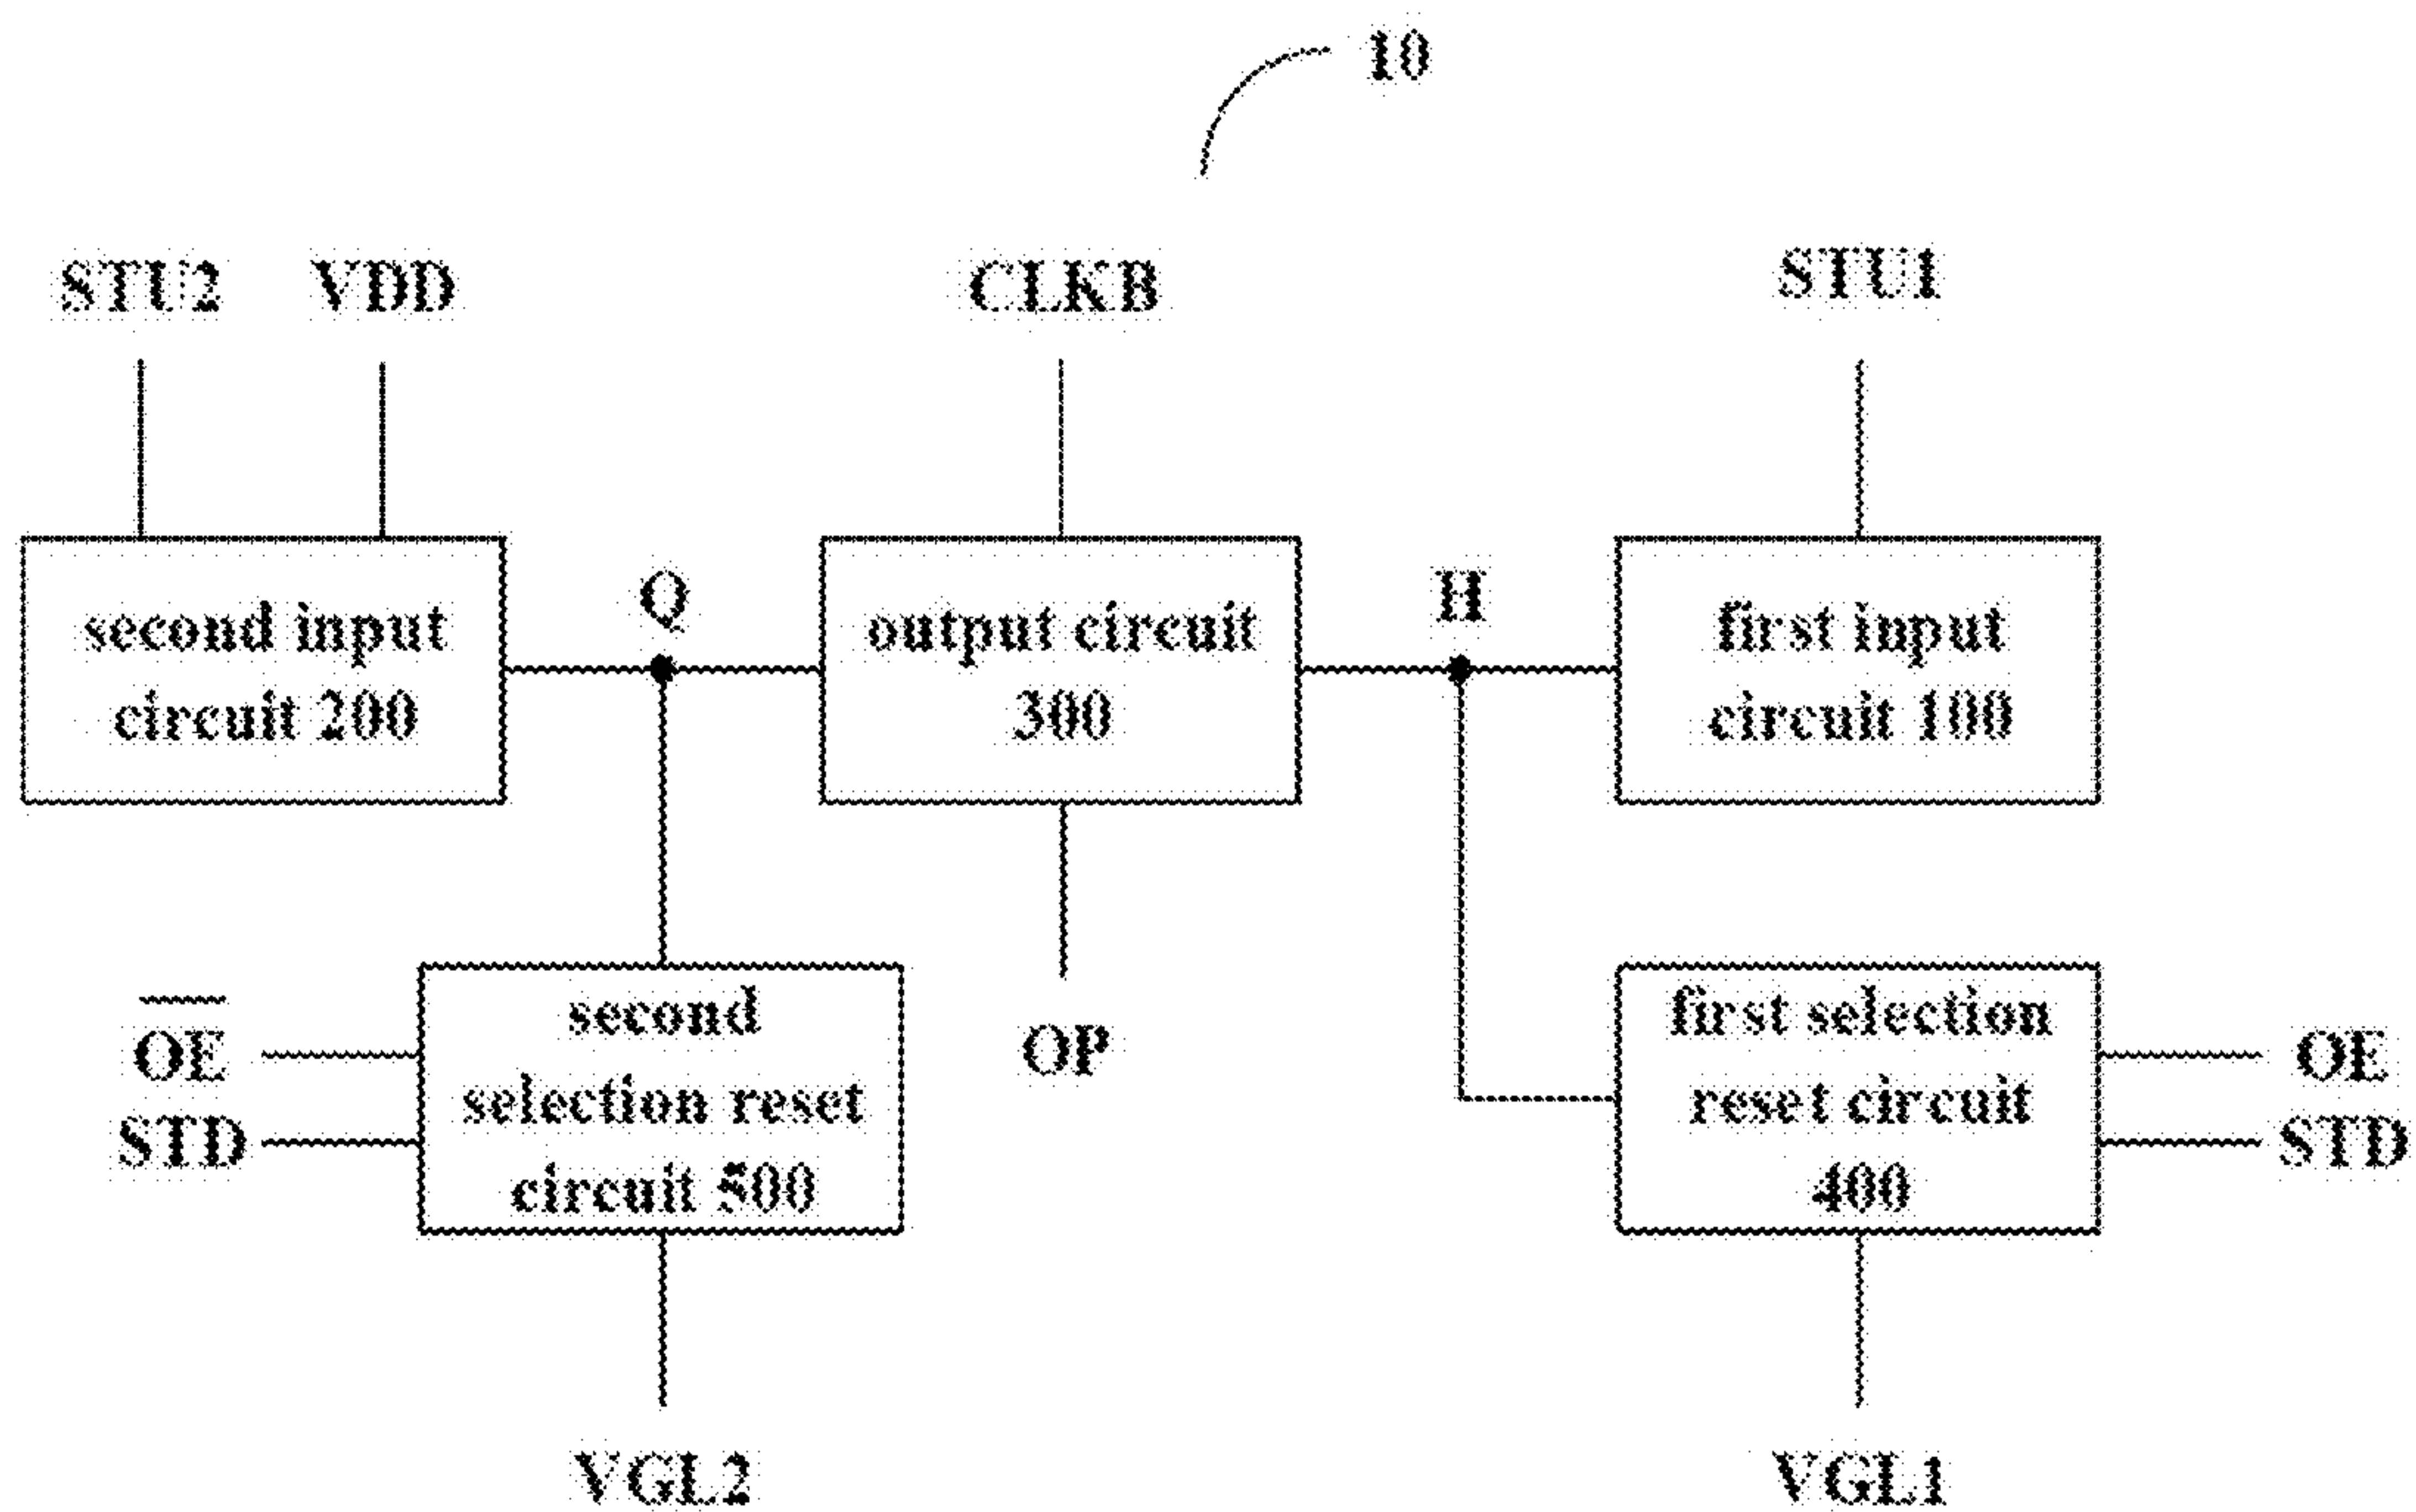 10
STU2 VDD CLKB STU1
Q H
second input
circuit 200
output circuit
300
first input
circuit 100
O̅E̅
STD
second
selection reset
circuit 500
OP
first selection
reset circuit
400
OE
STD
VGL2 VGL1